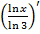 (ln x / ln 3)′